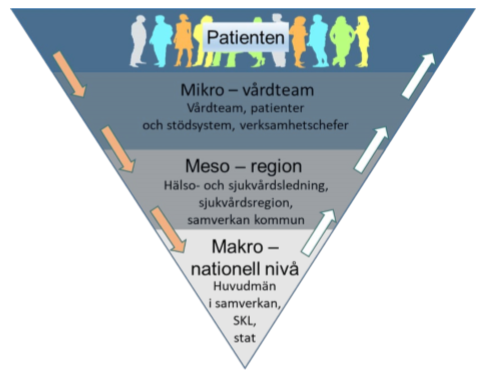 Patienten
Mikro – vårdteam
Vårdteam, patienter
och stödsystem, verksamhetschefer
Meso – region
Hälso- och sjukvårdsledning,
sjukvårdsregion,
samverkan kommun
Makro –
nationell nivå
Huvudmän
i samverkan,
SKL,
stat